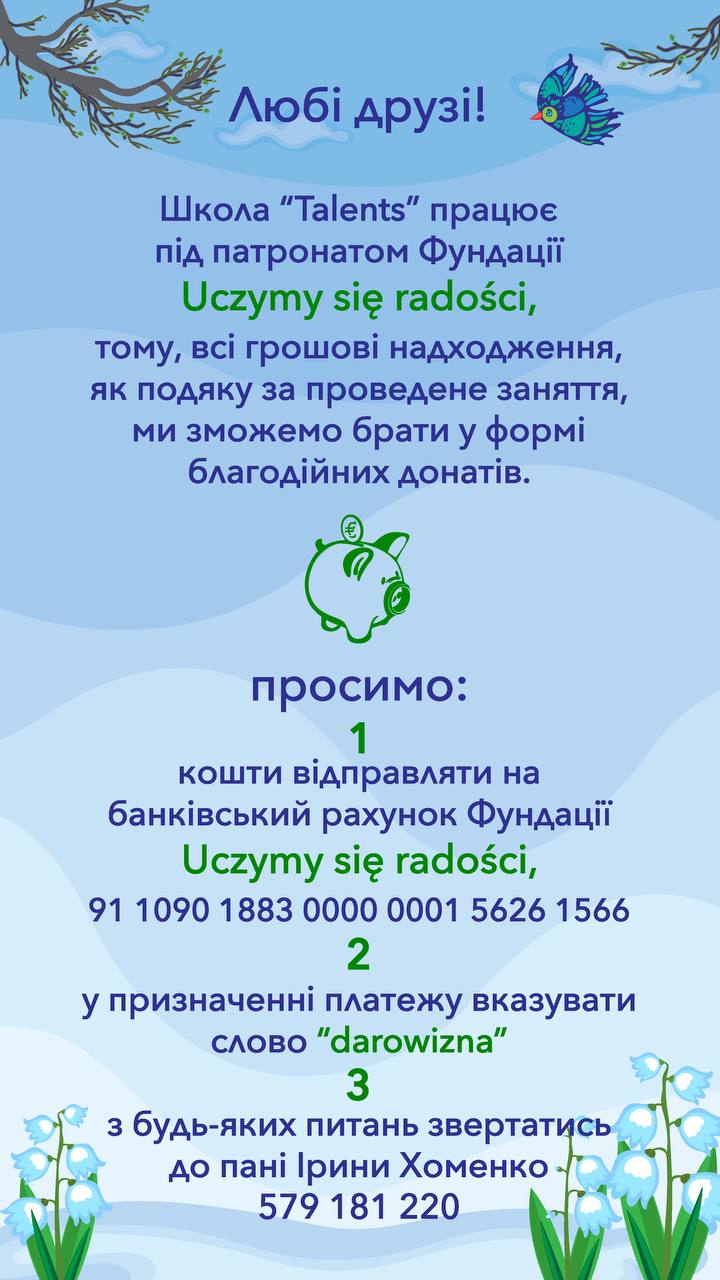 Любі друзі!
Школа “Talents” працює
під патронатом Фундації
Uczymy się radości,
тому, всі грошові надходження,
як подяку за проведене заняття,
ми зможемо брати у формі
благодійних донатів.
€
просимо:
1
кошти відправляти на
банківський рахунок Фундації
Uczymy się radości,
91 1090 1883 0000 0001 5626 1566
2
у призначенні платежу вказувати
слово “darowizna”
3
з будь-яких питань звертатись
до пані Ірини Хоменко
579 181 220